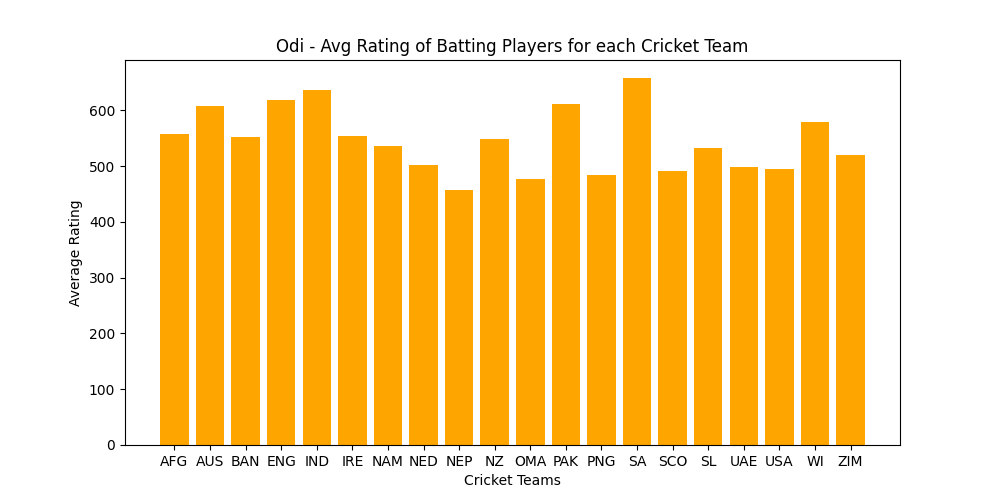 Odi - Avg Rating of Batting Players for each Cricket Team
Average Rating
600
500
400
300
200
100
0
AFG AUS BAN ENG IND IRE NAM NED NEP NZ OMA PAK PNG SA SCO SL UAE USA WI ZIM
Cricket Teams